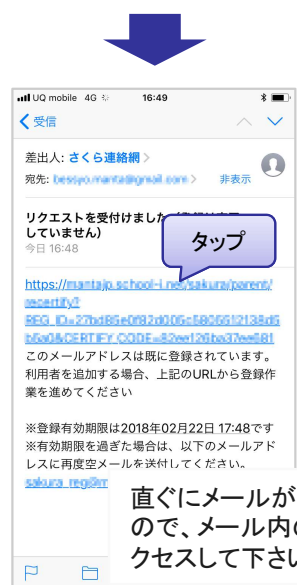 UQ mobile 4G 16:49
受信
差出人: さくら連絡網
宛先: 非表示
リクエストを受付けました
していません)
今日 16:48
タップ
https://
このメールアドレスは既に登録されています。
利用者を追加する場合、上記のURLから登録作
業を進めてください
※登録有効期限は2018年02月22日 17:48です
※有効期限を過ぎた場合は、以下のメールアド
レスに再度空メールを送付してください。
直ぐにメールが
ので、メール内の
クセスして下さい